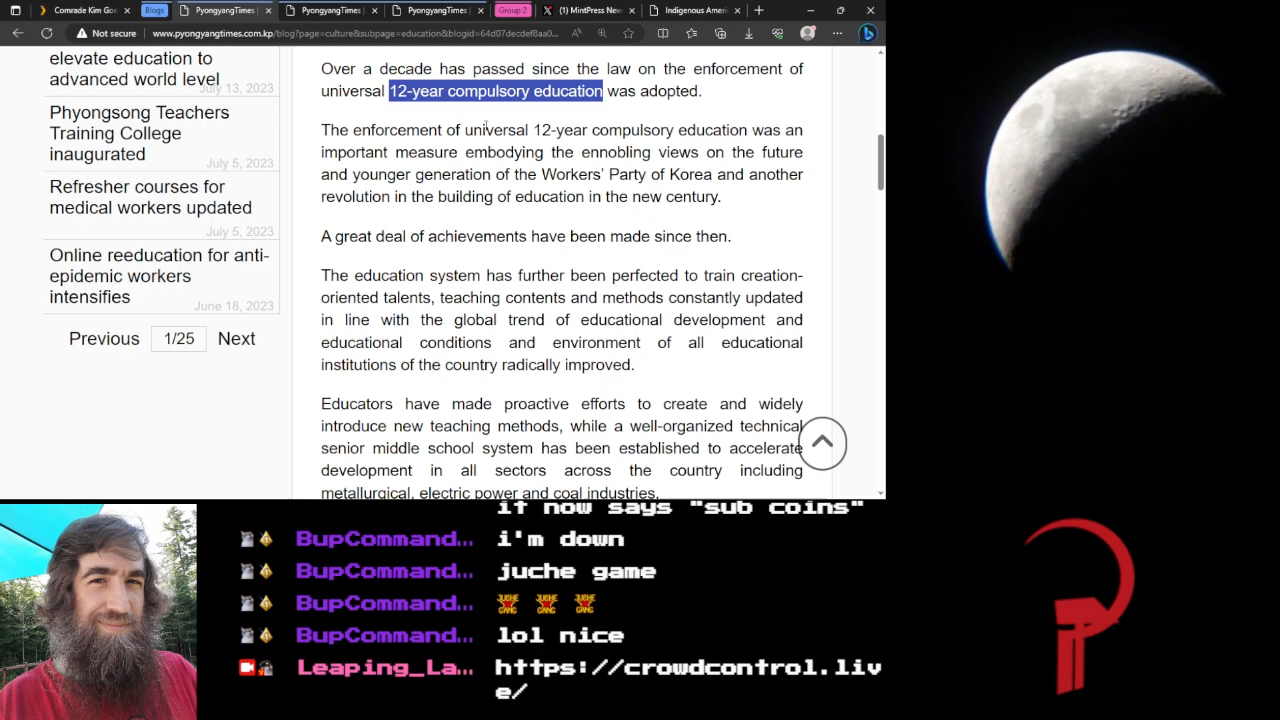 Comrade Kim Go
Blogs
PyongyangTimes |
PyongyangTimes |
PyongyangTimes |
Group 2
(1) MintPress New
Indigenous Ameri
Not secure
www.pyongyangtimes.com.kp/blog?page=culture&subpage=education&blogid=64d07decdef8aa0...
elevate education to
advanced world level
July 13, 2023
Phyongsong Teachers
Training College
inaugurated
July 5, 2023
Refresher courses for
medical workers updated
July 5, 2023
Online reeducation for anti-
epidemic workers
intensifies
June 18, 2023
Previous 1/25 Next
Over a decade has passed since the law on the enforcement of
universal 12-year compulsory education was adopted.
The enforcement of universal 12-year compulsory education was an
important measure embodying the ennobling views on the future
and younger generation of the Workers' Party of Korea and another
revolution in the building of education in the new century.
A great deal of achievements have been made since then.
The education system has further been perfected to train creation-
oriented talents, teaching contents and methods constantly updated
in line with the global trend of educational development and
educational conditions and environment of all educational
institutions of the country radically improved.
Educators have made proactive efforts to create and widely
introduce new teaching methods, while a well-organized technical
senior middle school system has been established to accelerate
development in all sectors across the country including
metallurgical, electric power and coal industries.
it now says "sub coins"
BupCommand... i'm down
BupCommand... juche game
BupCommand... JUCHE GANG JUCHE GANG JUCHE GANG
BupCommand... lol nice
Leaping_La... https://crowdcontrol.liv
e/